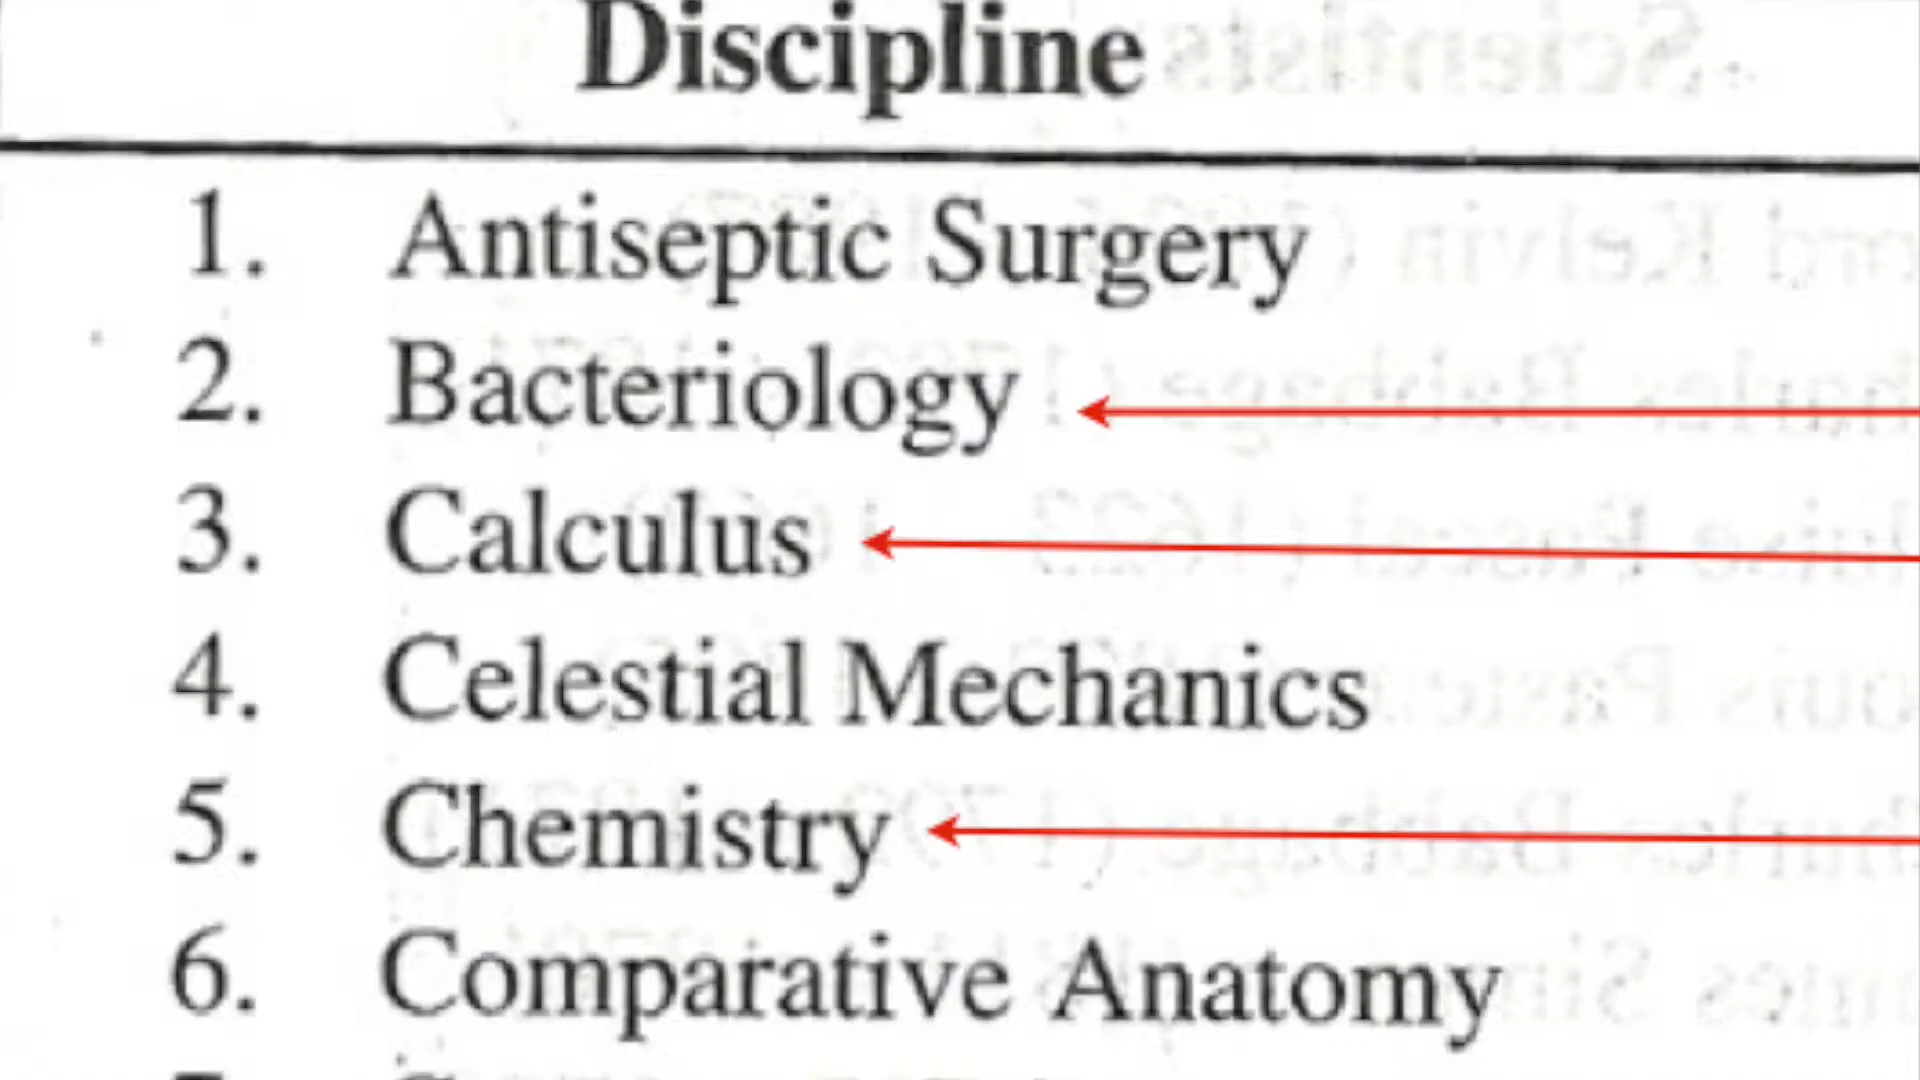 Discipline
1. Antiseptic Surgery
2. Bacteriology
3. Calculus
4. Celestial Mechanics
5. Chemistry
6. Comparative Anatomy